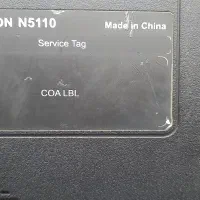 ON N5110 Made in China
Service Tag
COA LBL